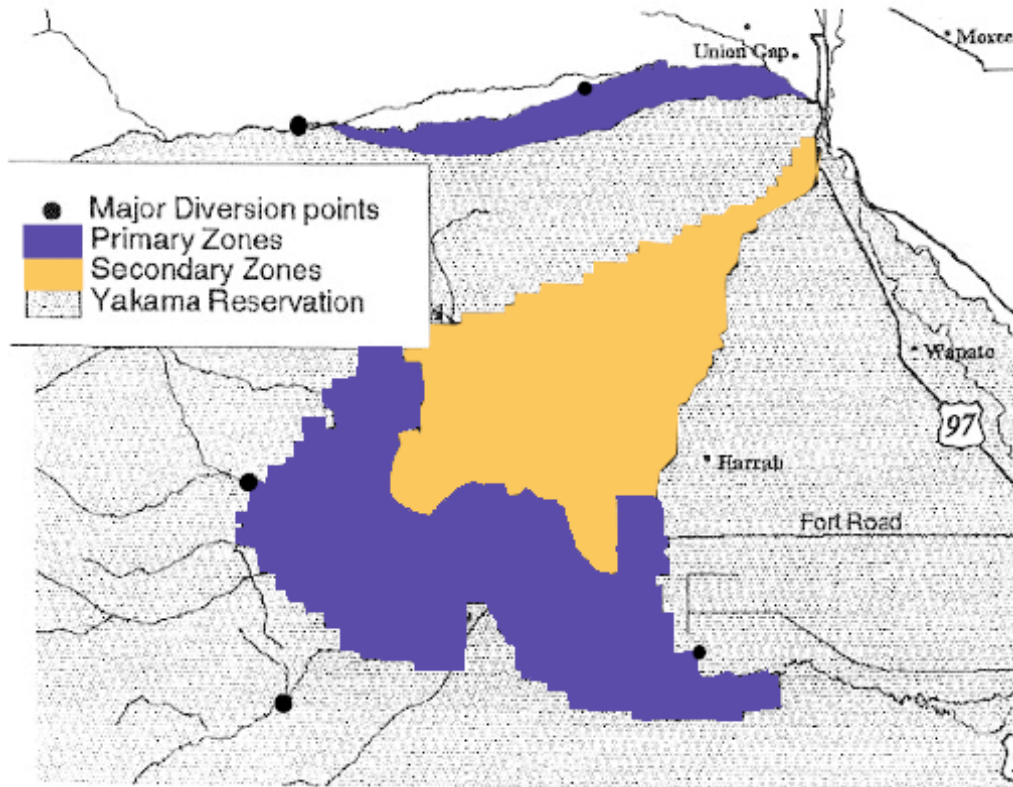 Union Gap
Moxee
Major Diversion points
Primary Zones
Secondary Zones
Yakama Reservation
Wapato
97
Harrah
Fort Road